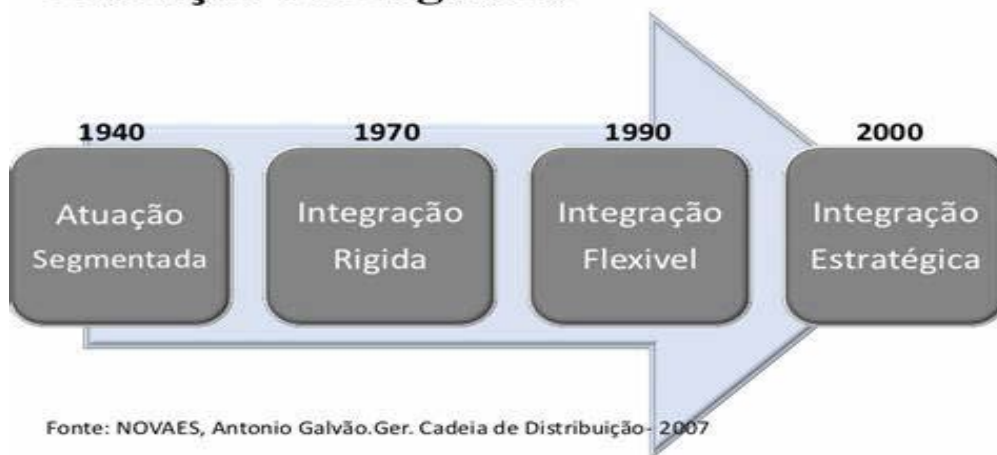 1940
1970
1990
2000
Atuação
Segmentada
Integração
Rigida
Integração
Flexivel
Integração
Estratégica
Fonte: NOVAES, Antonio Galvão.Ger. Cadeia de Distribuição- 2007